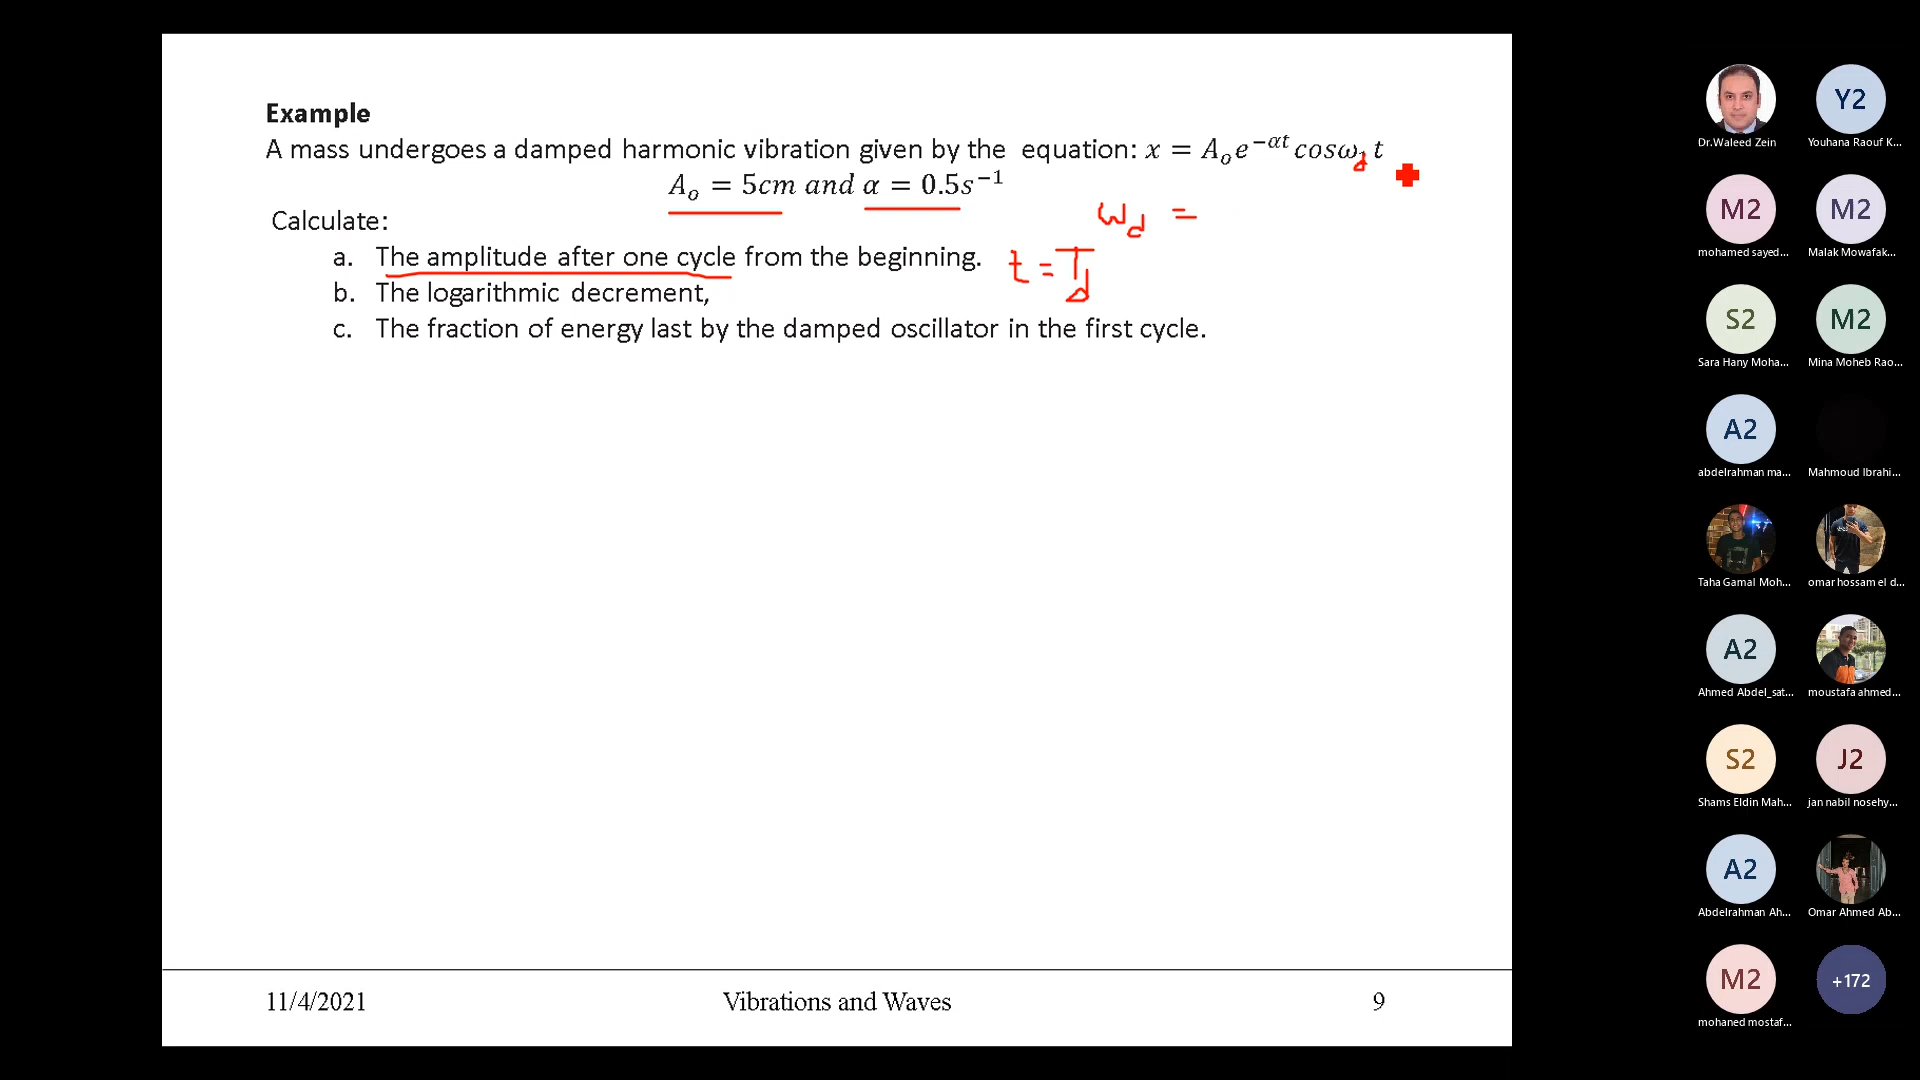 Example
A mass undergoes a damped harmonic vibration given by the equation: x = Aₒe^{−αt} cosω_d t
Aₒ = 5cm and α = 0.5s⁻¹
ω_d =
Calculate:
a. The amplitude after one cycle from the beginning. t = T_d
b. The logarithmic decrement,
c. The fraction of energy last by the damped oscillator in the first cycle.
11/4/2021 Vibrations and Waves 9
Y2
Dr.Waleed Zein Youhana Raouf K...
M2 M2
mohamed sayed... Malak Mowafak...
S2 M2
Sara Hany Moha... Mina Moheb Rao...
A2
abdelrahman ma... Mahmoud Ibrahi...
Taha Gamal Moh... omar hossam el d...
A2
Ahmed Abdel_sat... moustafa ahmed...
S2 J2
Shams Eldin Mah... jan nabil nosehy...
A2
Abdelrahman Ah... Omar Ahmed Ab...
M2 +172
mohaned mostaf...